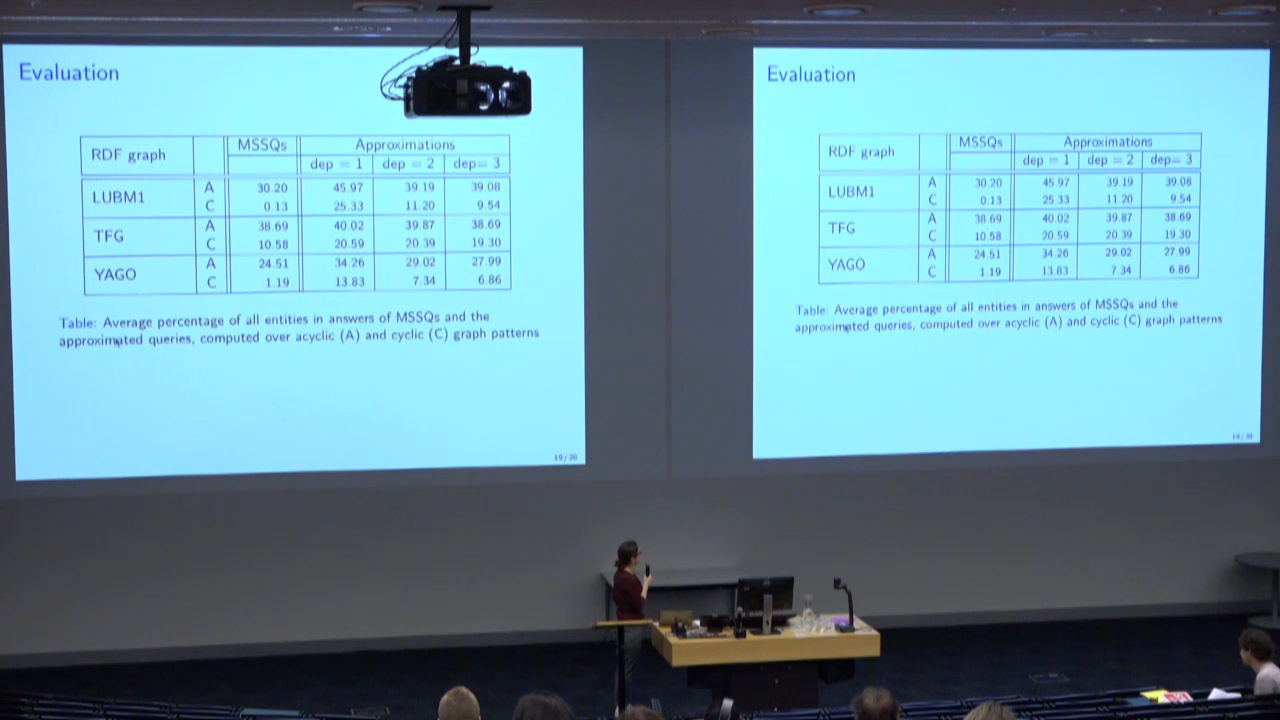 Evaluation
RDF graph MSSQs Approximations
dep = 1 dep = 2 dep= 3
LUBM1 A 30.20 45.97 39.19 39.08
C 0.13 25.33 11.20 9.54
TFG A 38.69 40.02 39.87 38.69
C 10.58 20.59 20.39 19.30
YAGO A 24.51 34.26 29.02 27.99
C 1.19 13.83 7.34 6.86
Table: Average percentage of all entities in answers of MSSQs and the
approximated queries, computed over acyclic (A) and cyclic (C) graph patterns
19/20
Evaluation
RDF graph MSSQs Approximations
dep = 1 dep = 2 dep= 3
LUBM1 A 30.20 45.97 39.19 39.08
C 0.13 25.33 11.20 9.54
TFG A 38.69 40.02 39.87 38.69
C 10.58 20.59 20.39 19.30
YAGO A 24.51 34.26 29.02 27.99
C 1.19 13.83 7.34 6.86
Table: Average percentage of all entities in answers of MSSQs and the
approximated queries, computed over acyclic (A) and cyclic (C) graph patterns
19/20